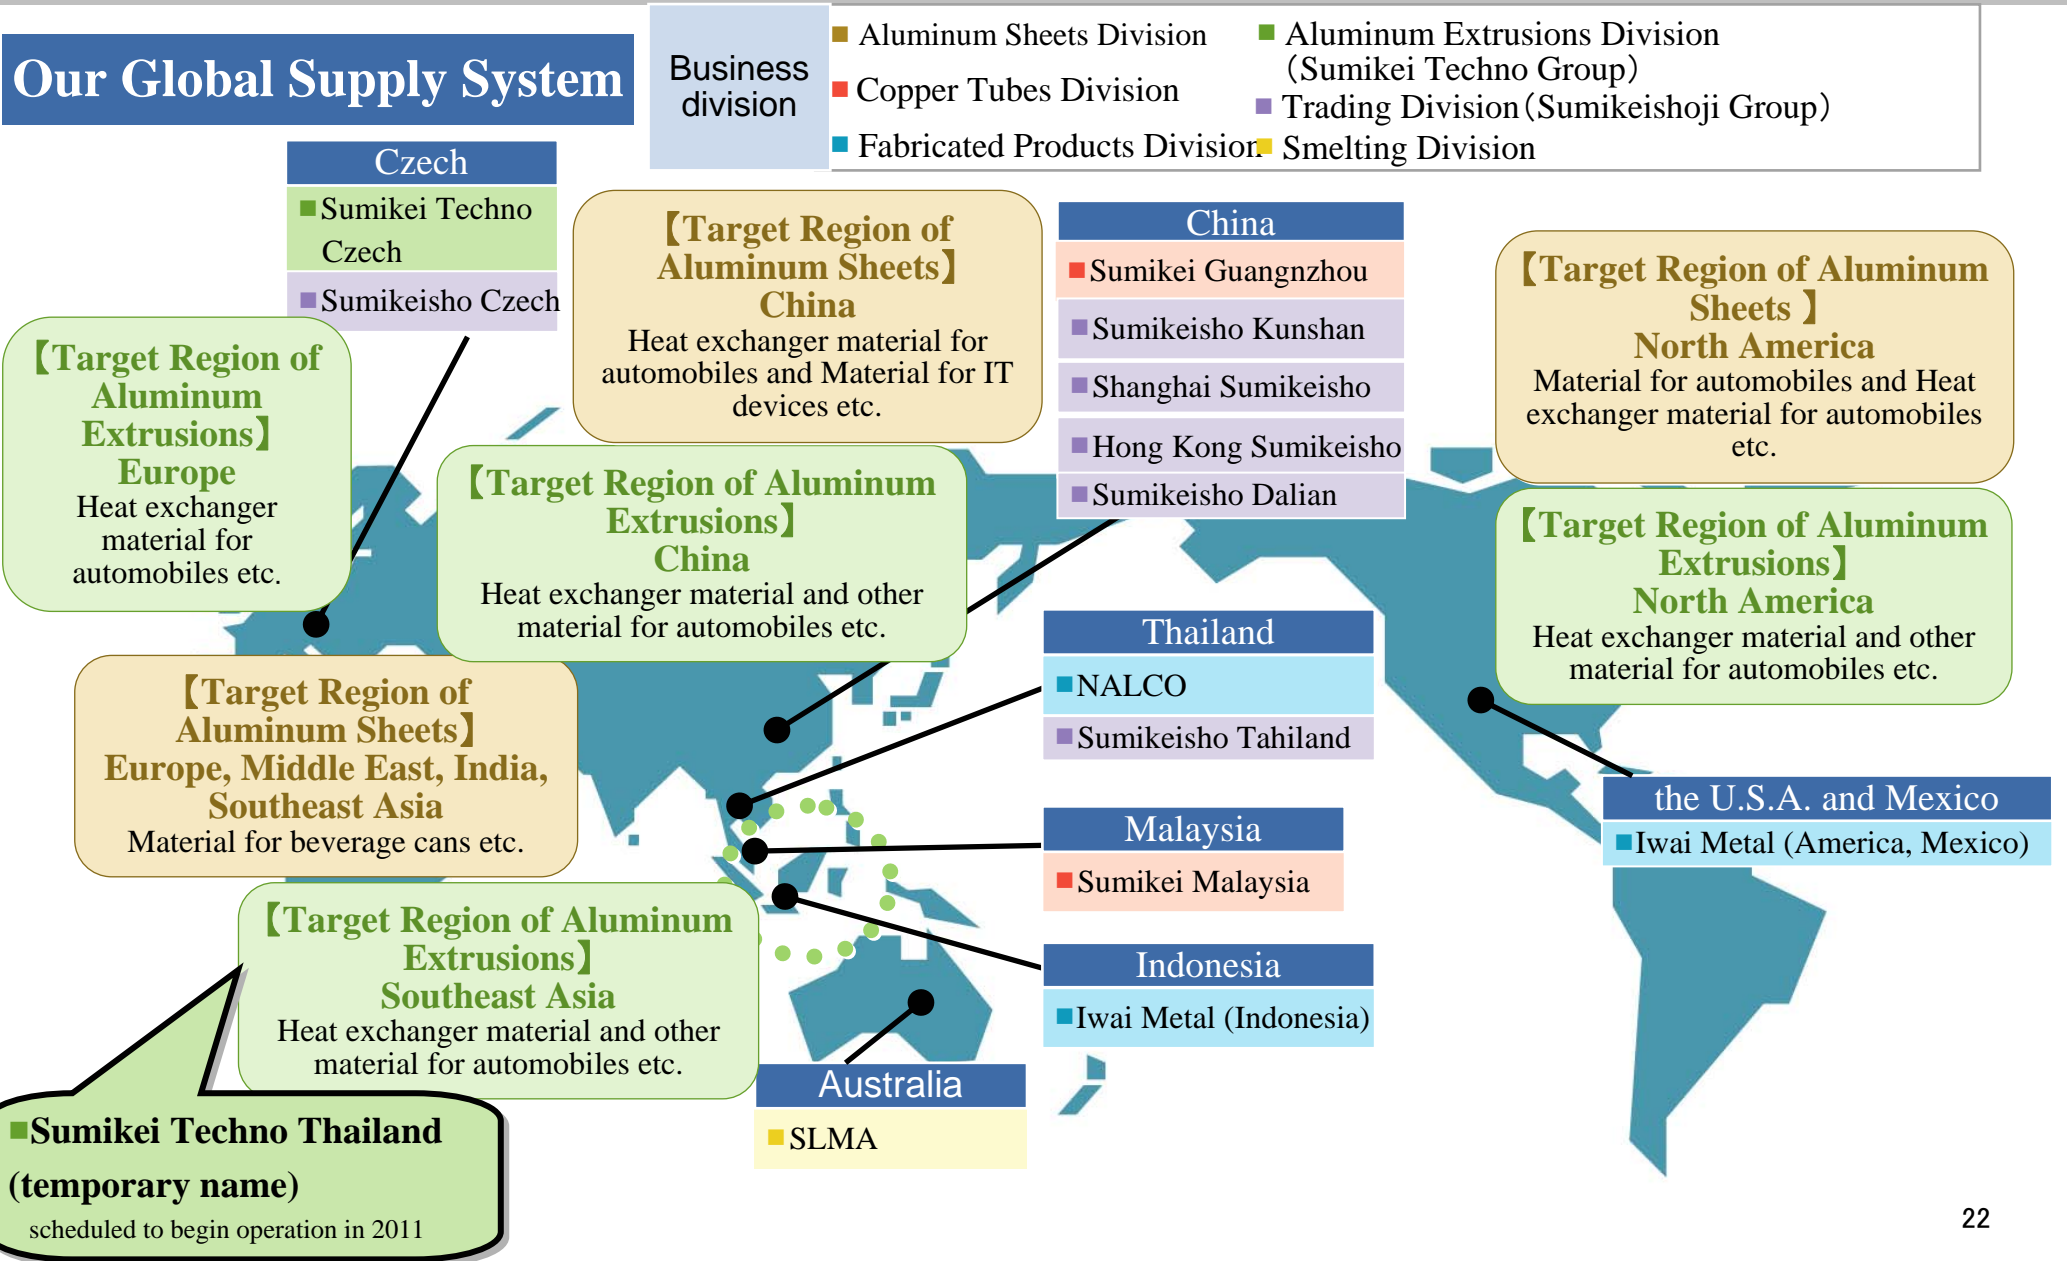 Our Global Supply System
Business
division
■ Aluminum Sheets Division
■ Copper Tubes Division
■ Fabricated Products Division
■ Aluminum Extrusions Division
（Sumikei Techno Group）
■ Trading Division（Sumikeishoji Group）
■ Smelting Division
Czech
■Sumikei Techno
Czech
■Sumikeisho Czech
【Target Region of
Aluminum Sheets】
China
Heat exchanger material for
automobiles and Material for IT
devices etc.
China
■Sumikei Guangnzhou
■Sumikeisho Kunshan
■Shanghai Sumikeisho
■Hong Kong Sumikeisho
■Sumikeisho Dalian
【Target Region of Aluminum
Sheets 】
North America
Material for automobiles and Heat
exchanger material for automobiles
etc.
【Target Region of
Aluminum
Extrusions】
Europe
Heat exchanger
material for
automobiles etc.
【Target Region of Aluminum
Extrusions】
China
Heat exchanger material and other
material for automobiles etc.
【Target Region of Aluminum
Extrusions】
North America
Heat exchanger material and other
material for automobiles etc.
Thailand
■NALCO
■Sumikeisho Tahiland
【Target Region of
Aluminum Sheets】
Europe, Middle East, India,
Southeast Asia
Material for beverage cans etc.
the U.S.A. and Mexico
■Iwai Metal (America, Mexico)
Malaysia
■Sumikei Malaysia
【Target Region of Aluminum
Extrusions】
Southeast Asia
Heat exchanger material and other
material for automobiles etc.
Indonesia
■Iwai Metal (Indonesia)
Australia
■SLMA
■Sumikei Techno Thailand
(temporary name)
scheduled to begin operation in 2011
22